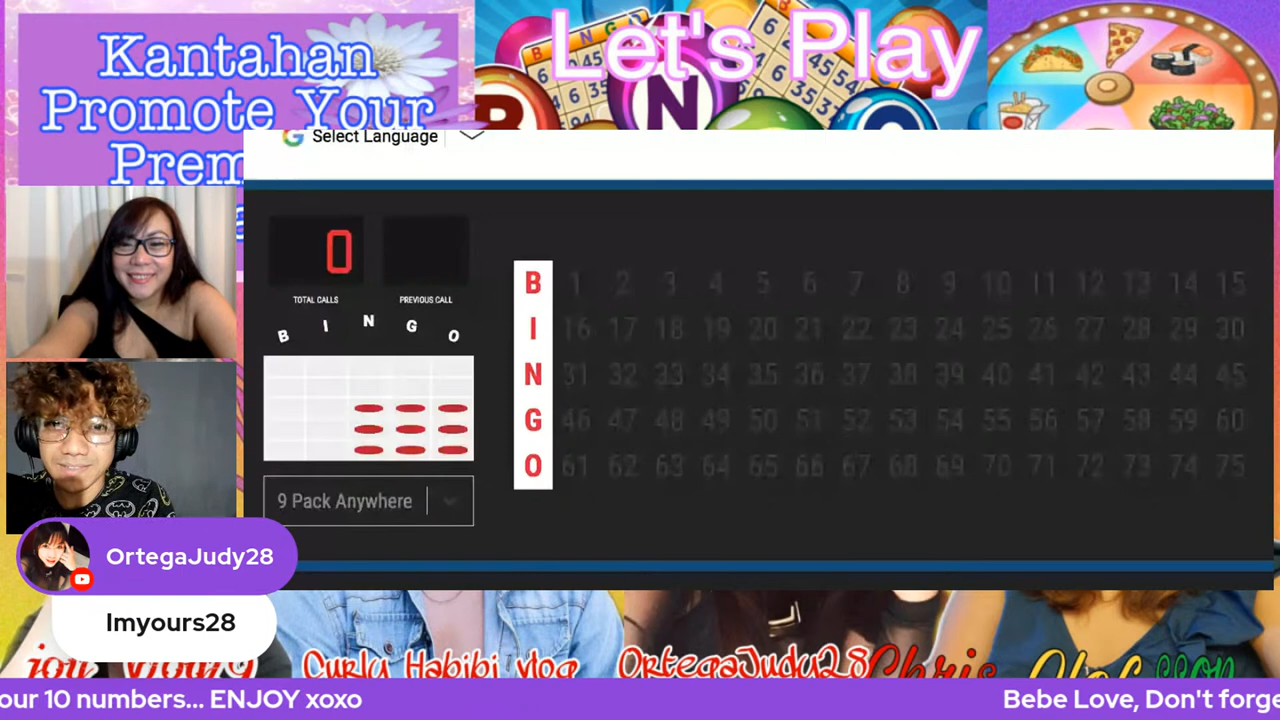 Kantahan
Promote Your
Prem
Let's Play
B I N G O
N
Select Language
0
TOTAL CALLS
PREVIOUS CALL
B I N G O
9 Pack Anywhere
B 1 2 3 4 5 6 7 8 9 10 11 12 13 14 15
I 16 17 18 19 20 21 22 23 24 25 26 27 28 29 30
N 31 32 33 34 35 36 37 38 39 40 41 42 43 44 45
G 46 47 48 49 50 51 52 53 54 55 56 57 58 59 60
O 61 62 63 64 65 66 67 68 69 70 71 72 73 74 75
OrtegaJudy28
Imyours28
Curly Habibi vlog
OrtegaJudy28
Chris
our 10 numbers... ENJOY xoxo
Bebe Love, Don't forge